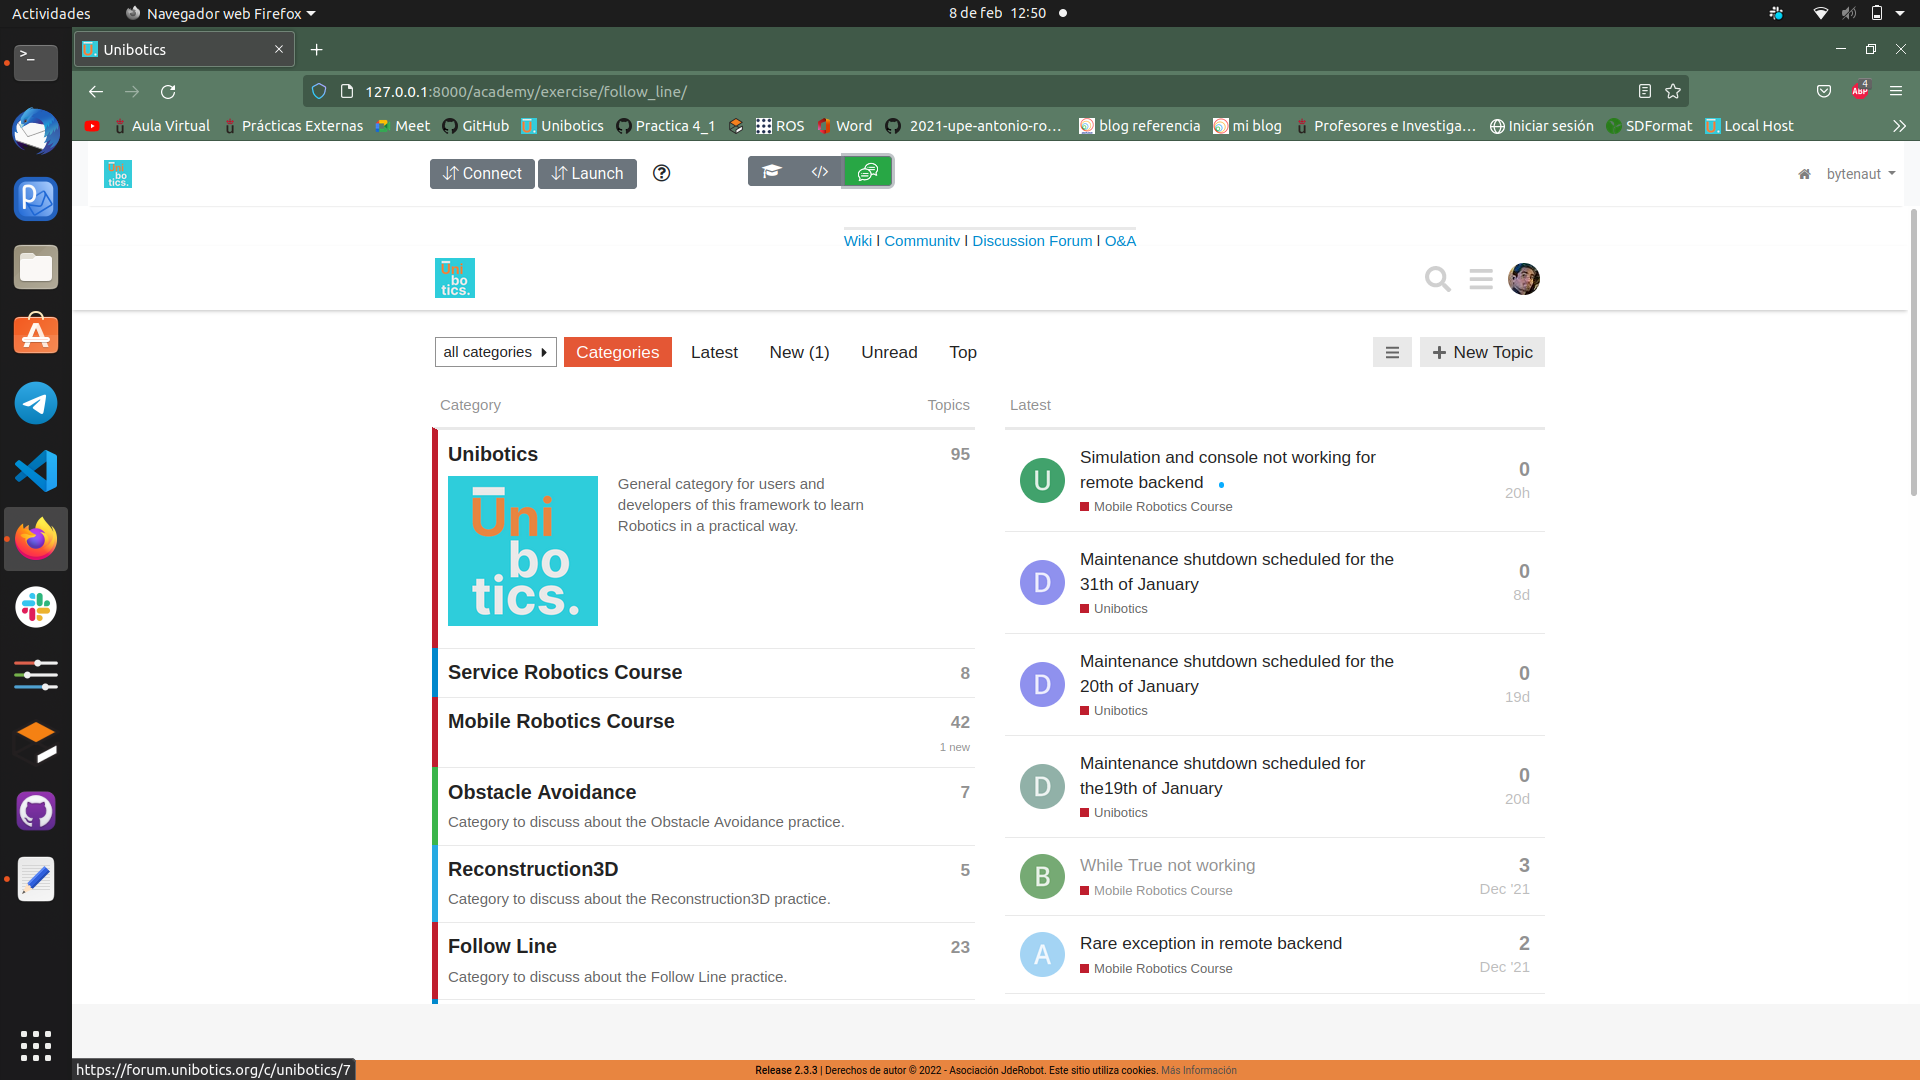 Actividades
Navegador web Firefox
8 de feb 12:50
Unibotics
127.0.0.1:8000/academy/exercise/follow_line/
4
ABP
Aula Virtual
Prácticas Externas
Meet
GitHub
Unibotics
Practica 4_1
ROS
Word
2021-upe-antonio-ro…
blog referencia
mi blog
Profesores e Investiga…
Iniciar sesión
SDFormat
Local Host
Uni
bo
tics.
Connect
Launch
bytenaut
Wiki | Community | Discussion Forum | Q&A
Uni
bo
tics.
all categories
Categories
Latest
New (1)
Unread
Top
New Topic
Category
Topics
Unibotics
95
Uni
bo
tics.
General category for users and
developers of this framework to learn
Robotics in a practical way.
Service Robotics Course
8
Mobile Robotics Course
42
1 new
Obstacle Avoidance
7
Category to discuss about the Obstacle Avoidance practice.
Reconstruction3D
5
Category to discuss about the Reconstruction3D practice.
Follow Line
23
Category to discuss about the Follow Line practice.
Latest
U
Simulation and console not working for
remote backend
0
20h
Mobile Robotics Course
D
Maintenance shutdown scheduled for the
31th of January
0
8d
Unibotics
D
Maintenance shutdown scheduled for the
20th of January
0
19d
Unibotics
D
Maintenance shutdown scheduled for
the19th of January
0
20d
Unibotics
B
While True not working
3
Mobile Robotics Course
Dec '21
A
Rare exception in remote backend
2
Mobile Robotics Course
Dec '21
https://forum.unibotics.org/c/unibotics/7
Release 2.3.3 | Derechos de autor © 2022 - Asociación JdeRobot. Este sitio utiliza cookies. Más Información